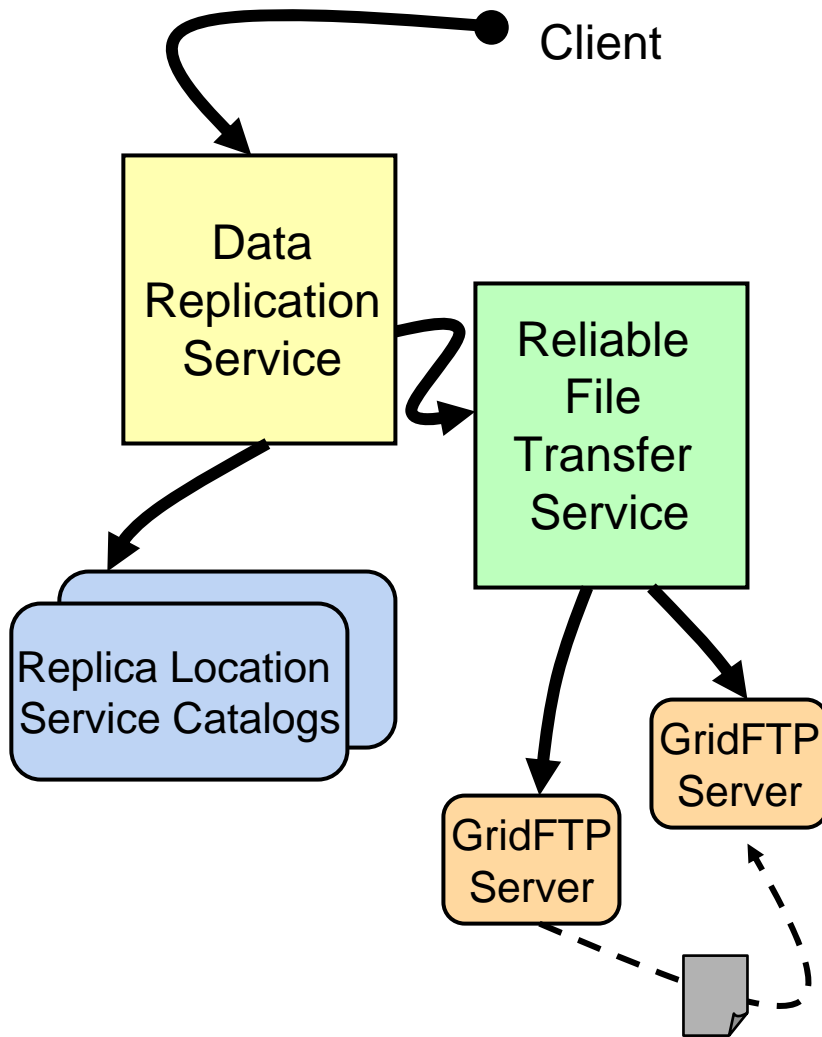 Client
Data
Replication
Service
Reliable
File
Transfer
Service
Replica Location
Service Catalogs
GridFTP
Server
GridFTP
Server